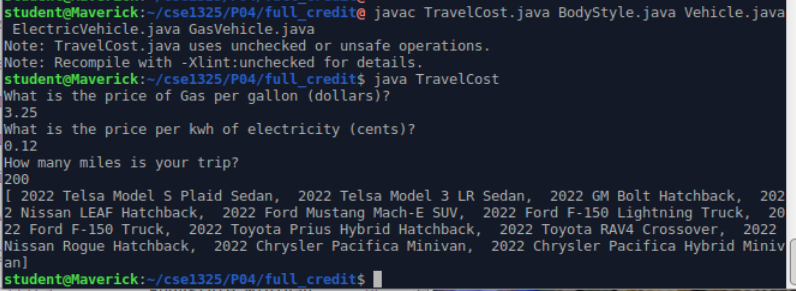 student@Maverick:~/cse1325/P04/full_credit@ javac TravelCost.java BodyStyle.java Vehicle.java
ElectricVehicle.java GasVehicle.java
Note: TravelCost.java uses unchecked or unsafe operations.
Note: Recompile with -Xlint:unchecked for details.
student@Maverick:~/cse1325/P04/full_credit$ java TravelCost
What is the price of Gas per gallon (dollars)?
3.25
What is the price per kwh of electricity (cents)?
0.12
How many miles is your trip?
200
[ 2022 Telsa Model S Plaid Sedan,  2022 Telsa Model 3 LR Sedan,  2022 GM Bolt Hatchback,  202
2 Nissan LEAF Hatchback,  2022 Ford Mustang Mach-E SUV,  2022 Ford F-150 Lightning Truck,  20
22 Ford F-150 Truck,  2022 Toyota Prius Hybrid Hatchback,  2022 Toyota RAV4 Crossover,  2022
Nissan Rogue Hatchback,  2022 Chrysler Pacifica Minivan,  2022 Chrysler Pacifica Hybrid Miniv
an]
student@Maverick:~/cse1325/P04/full_credit$